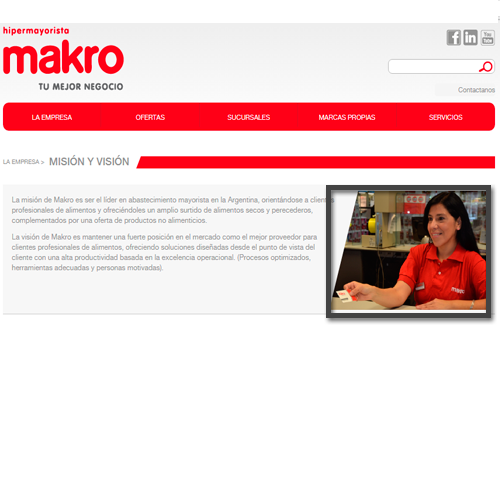 hipermayorista
makro
TU MEJOR NEGOCIO
You
Tube
Contactanos
LA EMPRESA OFERTAS SUCURSALES MARCAS PROPIAS SERVICIOS
LA EMPRESA » MISIÓN Y VISIÓN
La misión de Makro es ser el líder en abastecimiento mayorista en la Argentina, orientándose a clientes
profesionales de alimentos y ofreciéndoles un amplio surtido de alimentos secos y perecederos,
complementados por una oferta de productos no alimenticios.
La visión de Makro es mantener una fuerte posición en el mercado como el mejor proveedor para
clientes profesionales de alimentos, ofreciendo soluciones diseñadas desde el punto de vista del
cliente con una alta productividad basada en la excelencia operacional. (Procesos optimizados,
herramientas adecuadas y personas motivadas).
makro